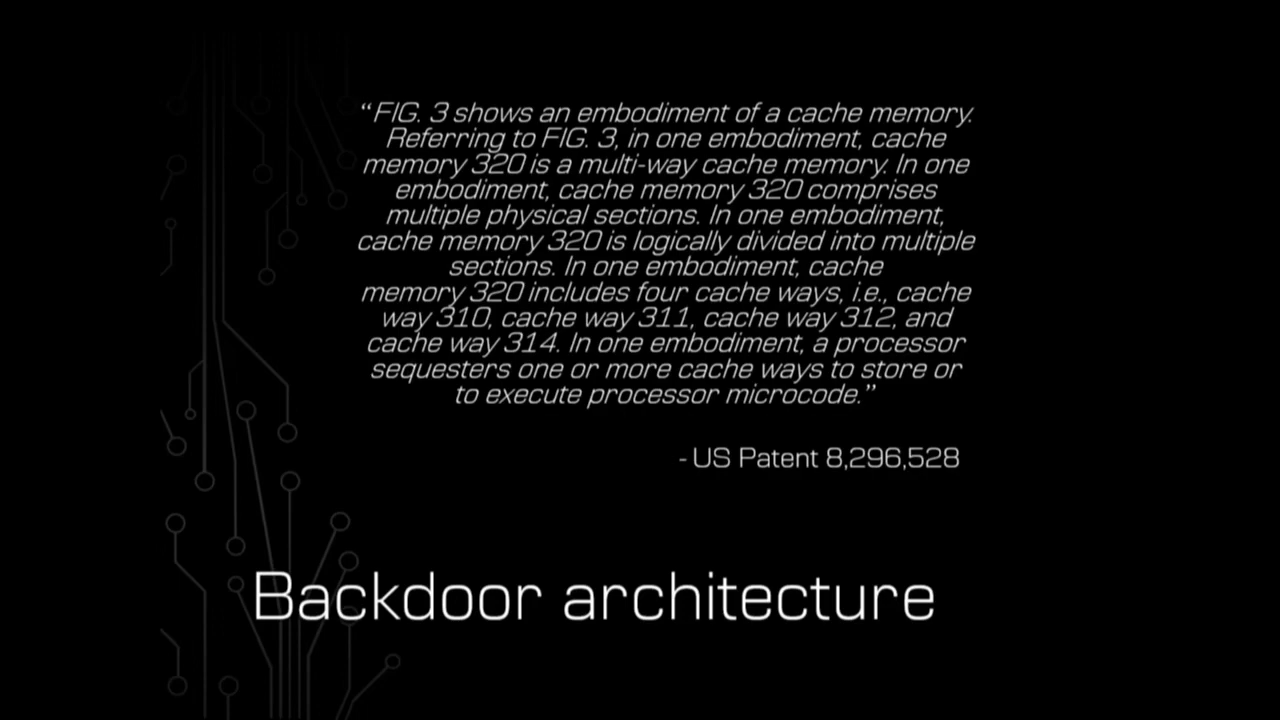 “FIG. 3 shows an embodiment of a cache memory.
Referring to FIG. 3, in one embodiment, cache
memory 320 is a multi-way cache memory. In one
embodiment, cache memory 320 comprises
multiple physical sections. In one embodiment,
cache memory 320 is logically divided into multiple
sections. In one embodiment, cache
memory 320 includes four cache ways, i.e., cache
way 310, cache way 311, cache way 312, and
cache way 314. In one embodiment, a processor
sequesters one or more cache ways to store or
to execute processor microcode.”
- US Patent 8,296,528
Backdoor architecture